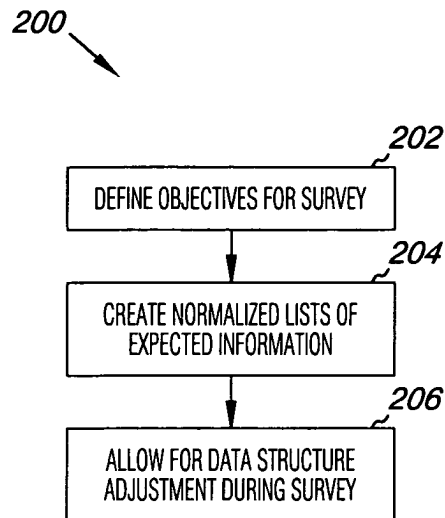 200
202
DEFINE OBJECTIVES FOR SURVEY
204
CREATE NORMALIZED LISTS OF
EXPECTED INFORMATION
206
ALLOW FOR DATA STRUCTURE
ADJUSTMENT DURING SURVEY